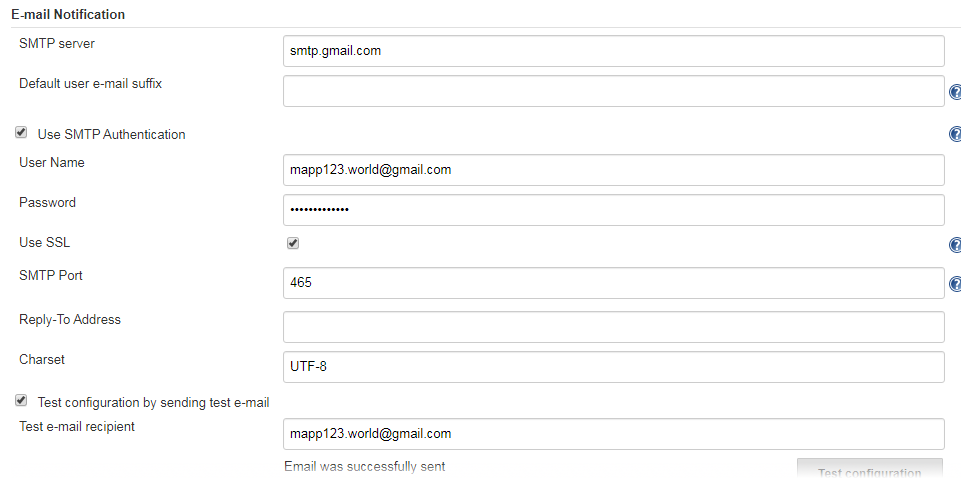 E-mail Notification
SMTP server
smtp.gmail.com
Default user e-mail suffix
Use SMTP Authentication
User Name
mapp123.world@gmail.com
Password
•••••••••••••
Use SSL
SMTP Port
465
Reply-To Address
Charset
UTF-8
Test configuration by sending test e-mail
Test e-mail recipient
mapp123.world@gmail.com
Email was successfully sent
Test configuration